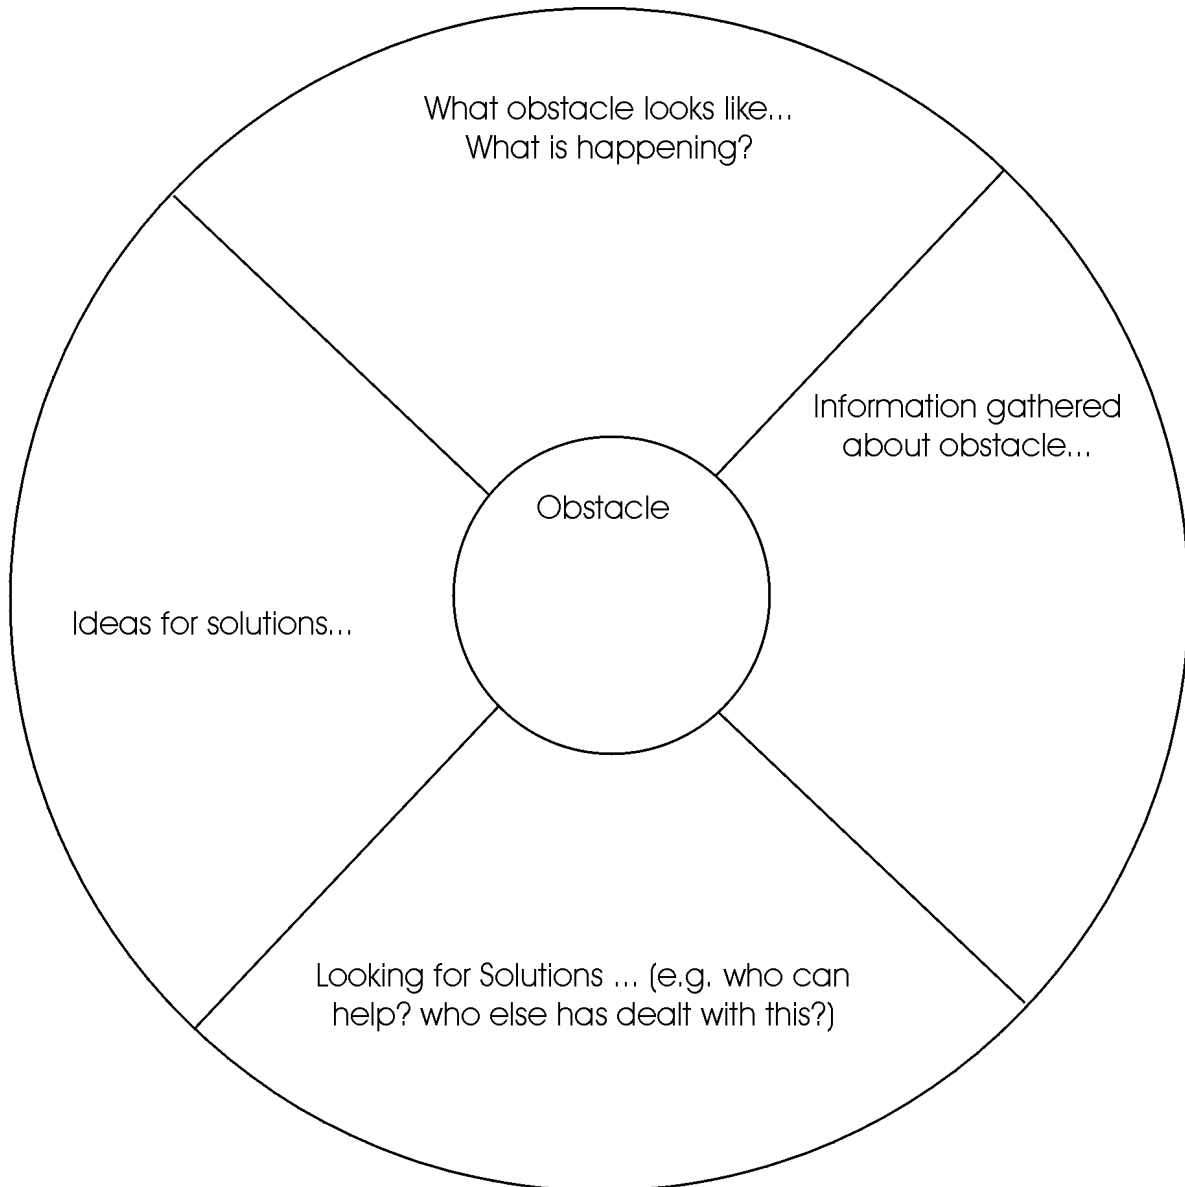 What obstacle looks like...
What is happening?
Information gathered
about obstacle...
Obstacle
Ideas for solutions...
Looking for Solutions ... (e.g. who can
help? who else has dealt with this?)